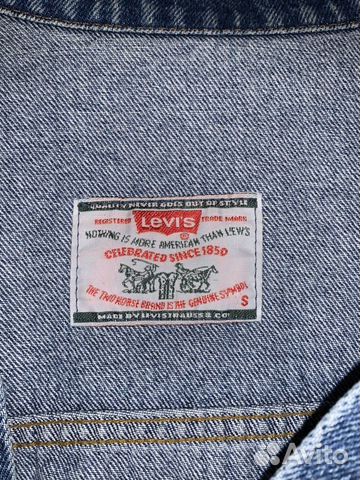 QUALITY NEVER GOES OUT OF STYLE
REGISTERED LEVI'S TRADE MARK
®
NOTHING IS MORE AMERICAN THAN LEVI'S
CELEBRATED SINCE 1850
THE TWO HORSE BRAND IS THE GENUINE SYMBOL
S
MADE BY LEVI STRAUSS & CO
Avito